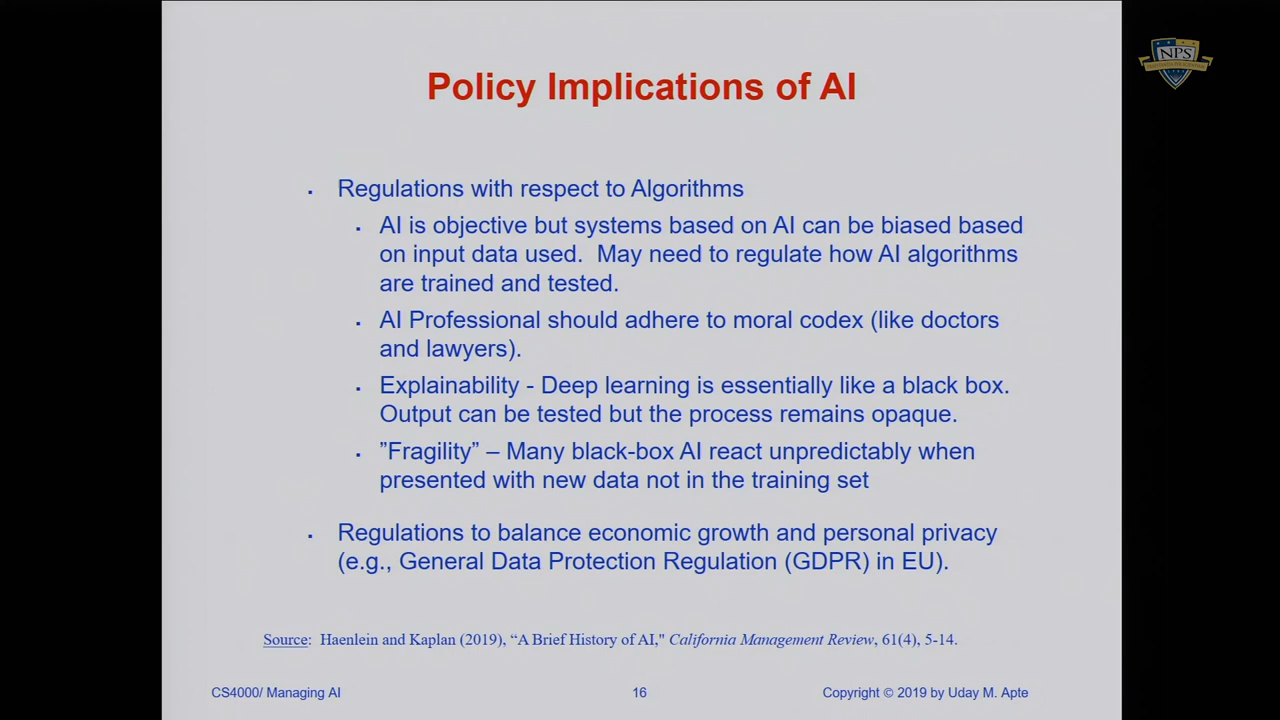 NPS
Policy Implications of AI
Regulations with respect to Algorithms
AI is objective but systems based on AI can be biased based
on input data used.  May need to regulate how AI algorithms
are trained and tested.
AI Professional should adhere to moral codex (like doctors
and lawyers).
Explainability - Deep learning is essentially like a black box.
Output can be tested but the process remains opaque.
”Fragility” – Many black-box AI react unpredictably when
presented with new data not in the training set
Regulations to balance economic growth and personal privacy
(e.g., General Data Protection Regulation (GDPR) in EU).
Source:  Haenlein and Kaplan (2019), “A Brief History of AI," California Management Review, 61(4), 5-14.
CS4000/ Managing AI
16
Copyright © 2019 by Uday M. Apte